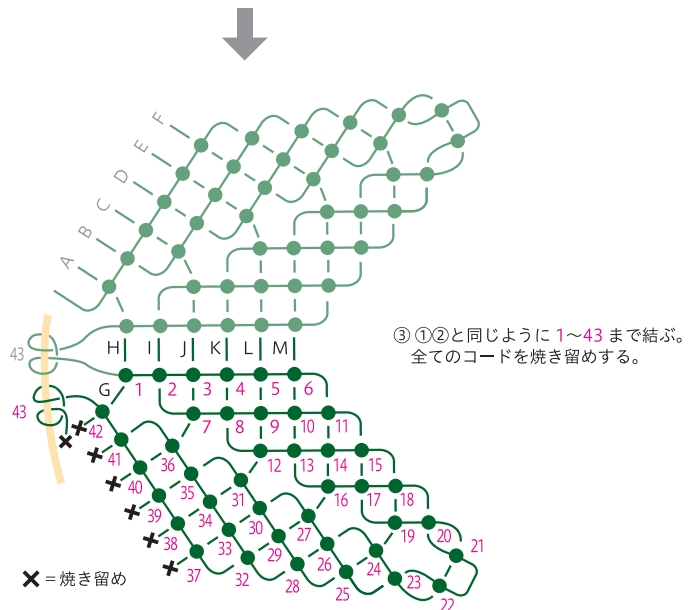 F
E
D
C
B
A
43
H I J K L M
③ ①②と同じように 1～43 まで結ぶ。
全てのコードを焼き留めする。
G 1 2 3 4 5 6
43
42 7 8 9 10 11
41 36 12 13 14 15
40 35 31 16 17 18
39 34 30 27 19 20 21
38 33 29 26 24
37 32 28 25 23 22
✕＝焼き留め